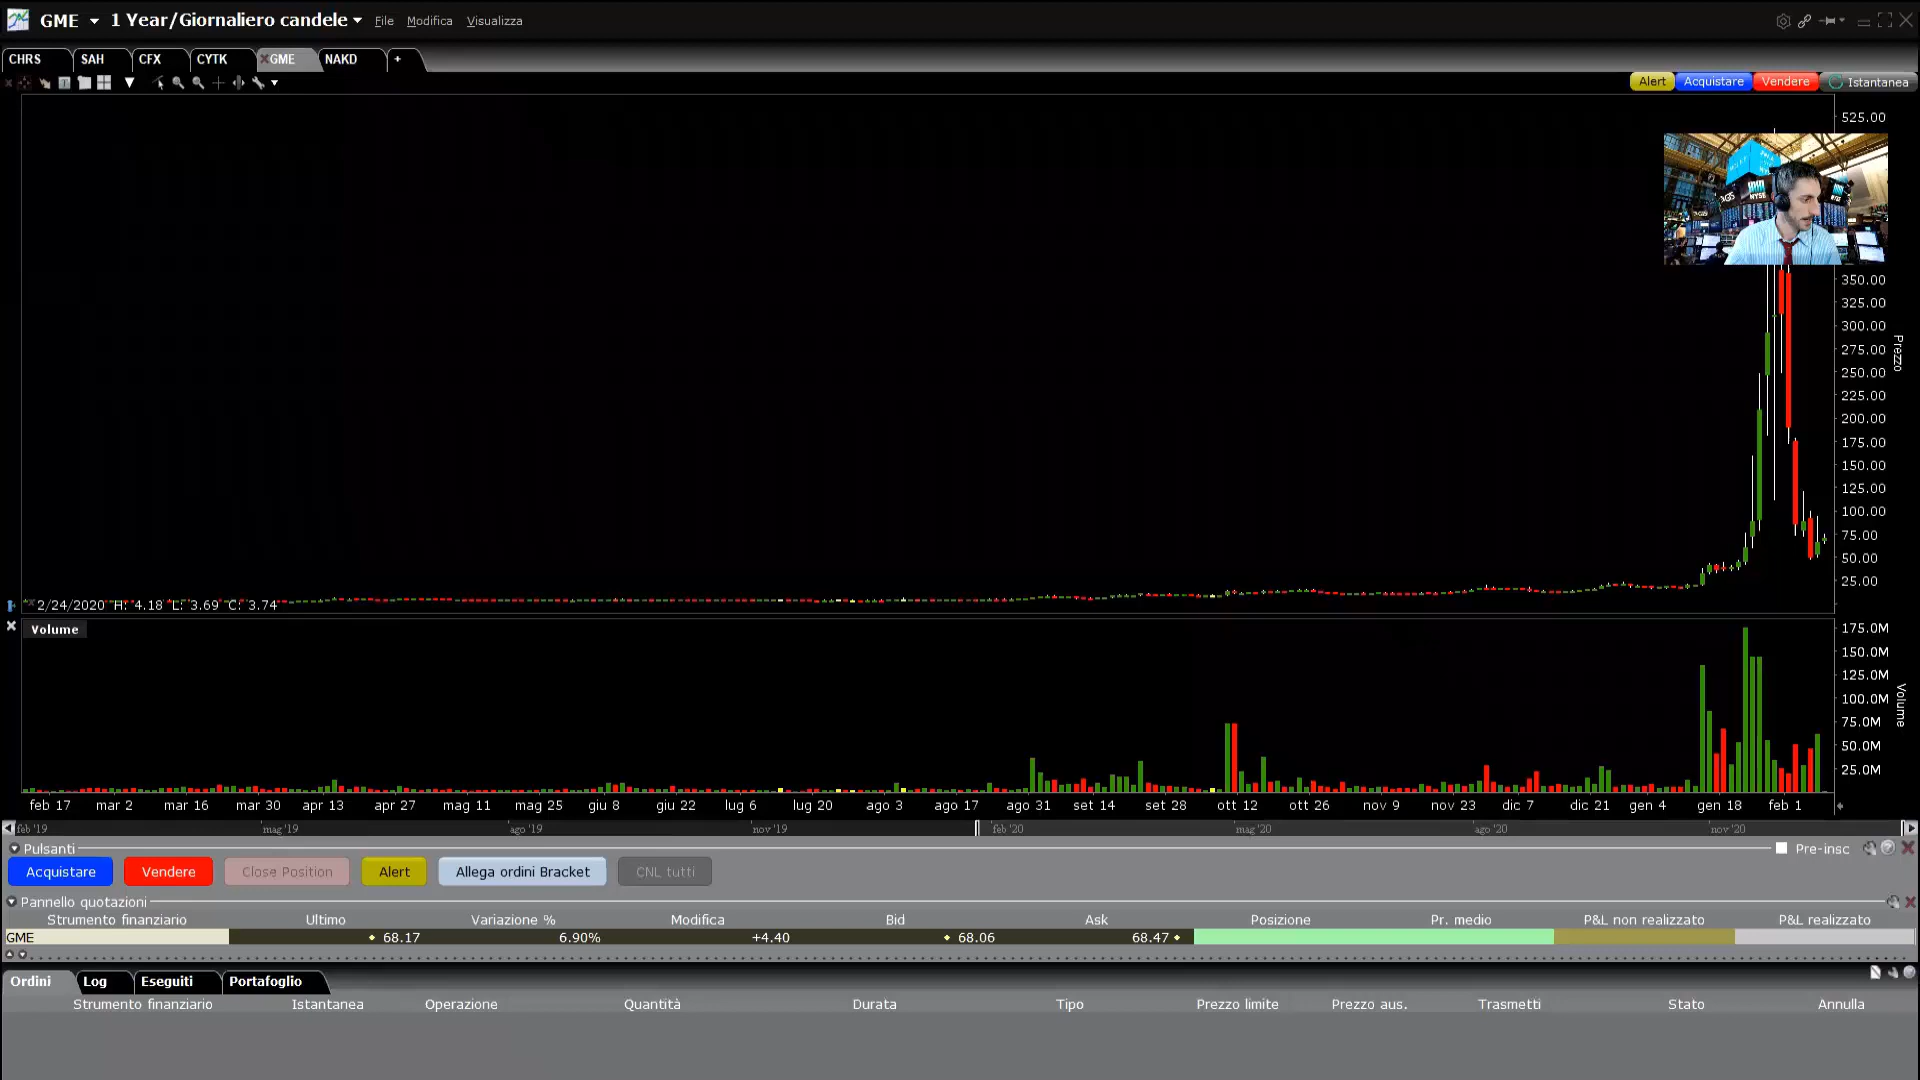 GME 1 Year/Giornaliero candele File Modifica Visualizza
CHRS SAH CFX CYTK GME NAKD +
Alert Acquistare Vendere Istantanea
525.00
NYSE
350.00
325.00
300.00
275.00
250.00
225.00
200.00
175.00
150.00
125.00
100.00
75.00
50.00
25.00
Prezzo
2/24/2020 H: 4.18 L: 3.69 C: 3.74
Volume
175.0M
150.0M
125.0M
100.0M
75.0M
50.0M
25.0M
Volume
feb 17 mar 2 mar 16 mar 30 apr 13 apr 27 mag 11 mag 25 giu 8 giu 22 lug 6 lug 20 ago 3 ago 17 ago 31 set 14 set 28 ott 12 ott 26 nov 9 nov 23 dic 7 dic 21 gen 4 gen 18 feb 1
feb '19 mag '19 ago '19 nov '19 feb '20 mag '20 ago '20 nov '20
Pulsanti Pre-insc
Acquistare Vendere Close Position Alert Allega ordini Bracket CNL tutti
Pannello quotazioni
Strumento finanziario Ultimo Variazione % Modifica Bid Ask Posizione Pr. medio P&L non realizzato P&L realizzato
GME 68.17 6.90% +4.40 68.06 68.47
Ordini Log Eseguiti Portafoglio
Strumento finanziario Istantanea Operazione Quantità Durata Tipo Prezzo limite Prezzo aus. Trasmetti Stato Annulla